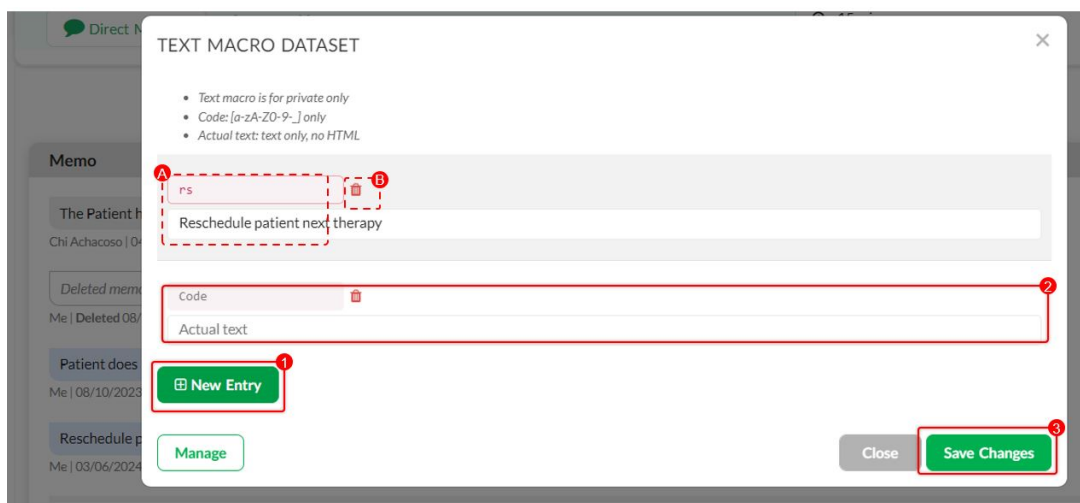 Direct
TEXT MACRO DATASET
×
Text macro is for private only
Code: [a-zA-Z0-9-_] only
Actual text: text only, no HTML
Memo
A
B
rs
The Patient
Reschedule patient next therapy
Chi Achacoso |
Deleted
Code
2
Me | Deleted 08/
Actual text
Patient does
1
New Entry
Me | 08/10/2023
Reschedule
3
Manage
Close
Save Changes
Me | 03/06/2024